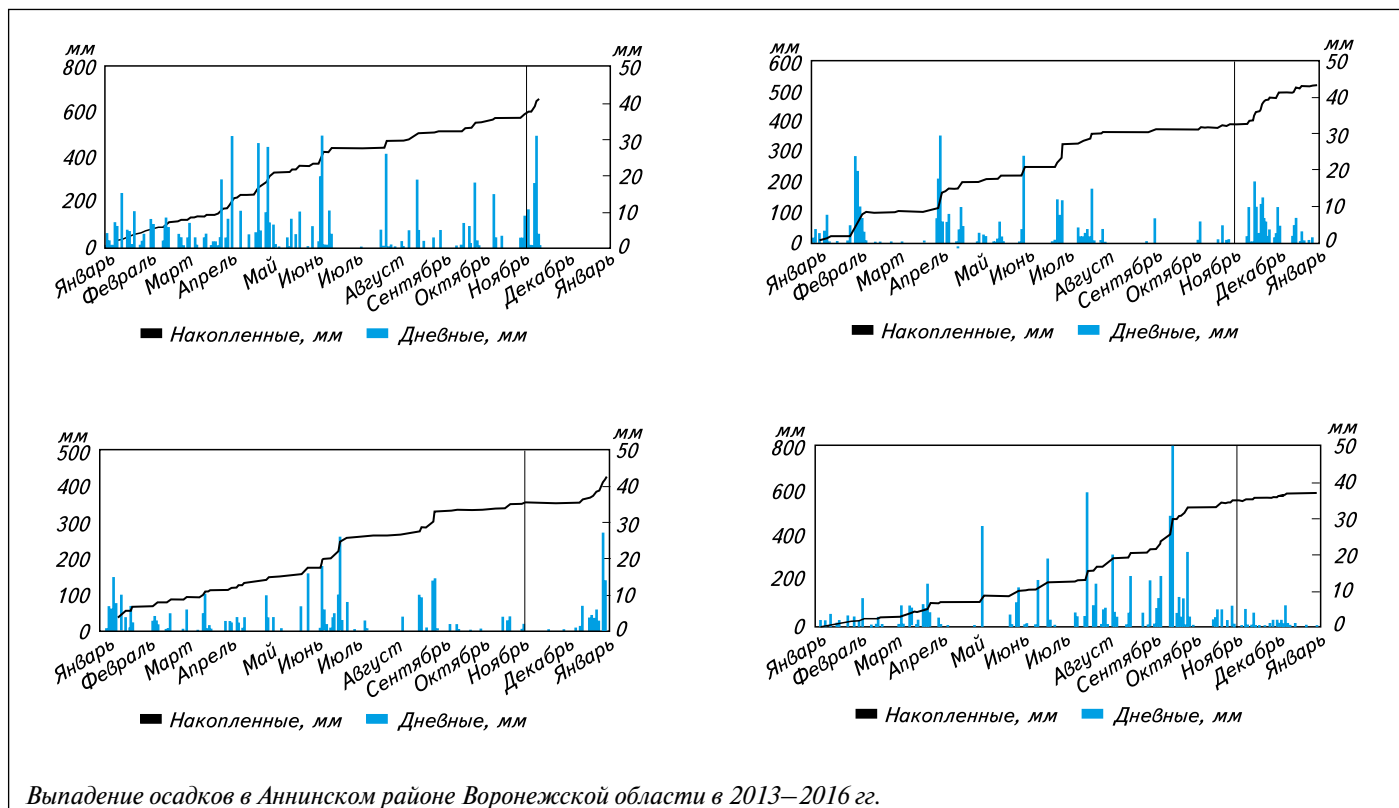 мм мм
800 50
600 40
400 30
200 20
0 10
0
Январь Февраль Март Апрель Май Июнь Июль Август Сентябрь Октябрь Ноябрь Декабрь Январь
Накопленные, мм Дневные, мм
мм мм
600 50
500 40
400 30
300 20
200 10
100 0
0
Январь Февраль Март Апрель Май Июнь Июль Август Сентябрь Октябрь Ноябрь Декабрь Январь
Накопленные, мм Дневные, мм
мм мм
500 50
400 40
300 30
200 20
100 10
0 0
Январь Февраль Март Апрель Май Июнь Июль Август Сентябрь Октябрь Ноябрь Декабрь Январь
Накопленные, мм Дневные, мм
мм мм
800 50
600 40
400 30
200 20
0 10
0
Январь Февраль Март Апрель Май Июнь Июль Август Сентябрь Октябрь Ноябрь Декабрь Январь
Накопленные, мм Дневные, мм
Выпадение осадков в Аннинском районе Воронежской области в 2013–2016 гг.